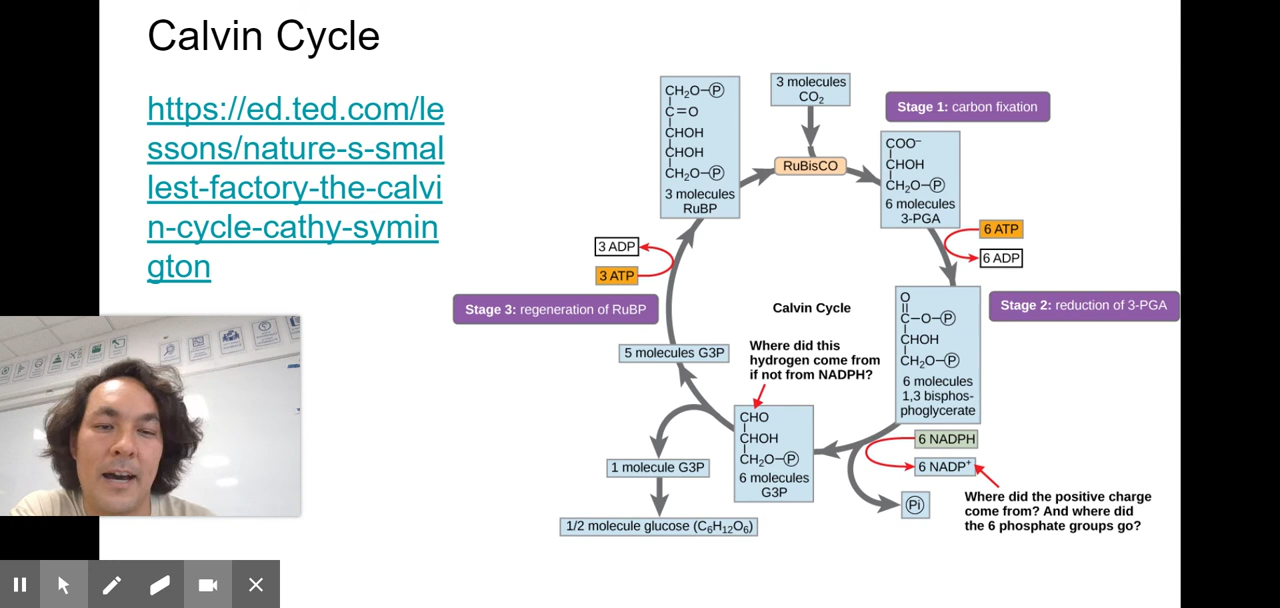 Calvin Cycle
https://ed.ted.com/le
ssons/nature-s-smal
lest-factory-the-calvi
n-cycle-cathy-symin
gton
3 molecules
CO₂
Stage 1: carbon fixation
CH₂O–Ⓟ
C=O
CHOH
CHOH
CH₂O–Ⓟ
3 molecules
RuBP
RuBisCO
COO⁻
CHOH
CH₂O–Ⓟ
6 molecules
3-PGA
6 ATP
6 ADP
Stage 2: reduction of 3-PGA
O
C–O–Ⓟ
CHOH
CH₂O–Ⓟ
6 molecules
1,3 bisphos-
phoglycerate
6 NADPH
6 NADP⁺
Pi
Where did the positive charge
come from? And where did
the 6 phosphate groups go?
Calvin Cycle
Where did this
hydrogen come from
if not from NADPH?
CHO
CHOH
CH₂O–Ⓟ
6 molecules
G3P
1 molecule G3P
1/2 molecule glucose (C₆H₁₂O₆)
5 molecules G3P
Stage 3: regeneration of RuBP
3 ADP
3 ATP